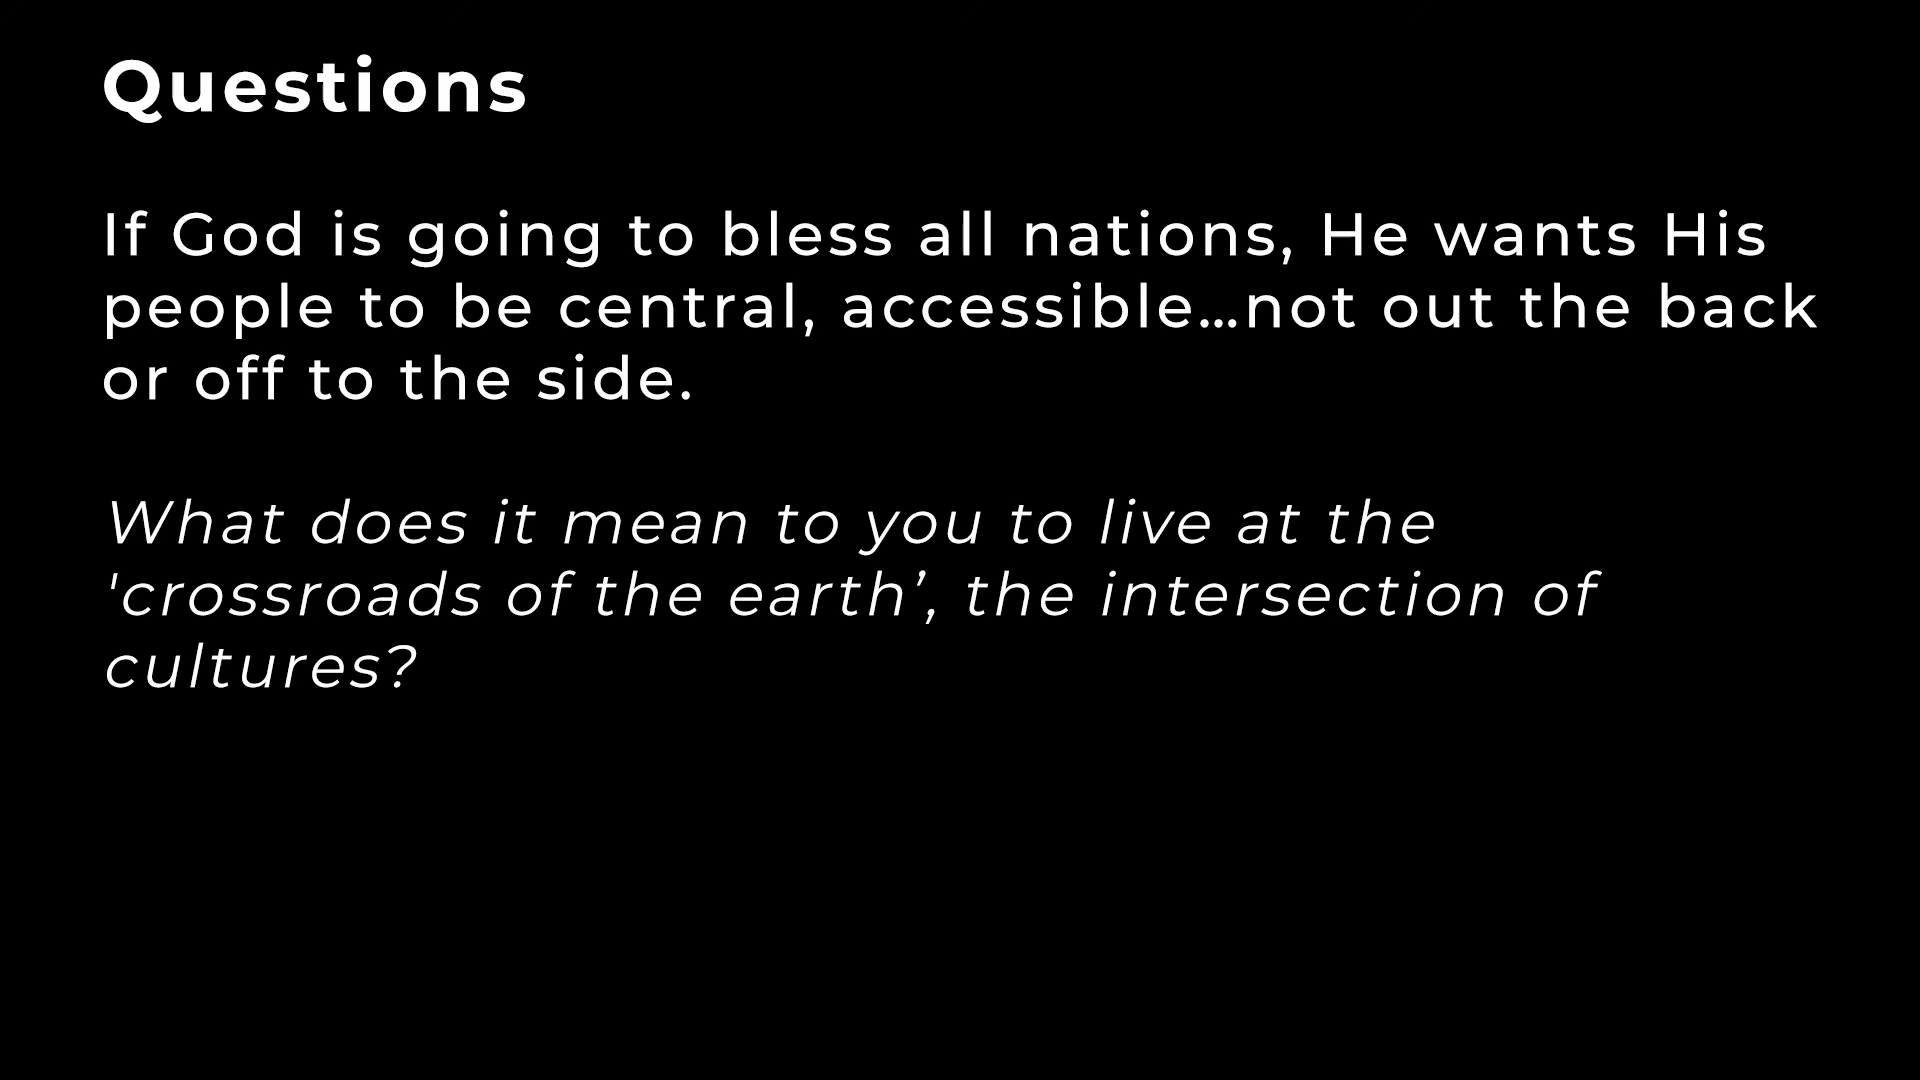 Questions
If God is going to bless all nations, He wants His
people to be central, accessible…not out the back
or off to the side.
What does it mean to you to live at the
'crossroads of the earth’, the intersection of
cultures?